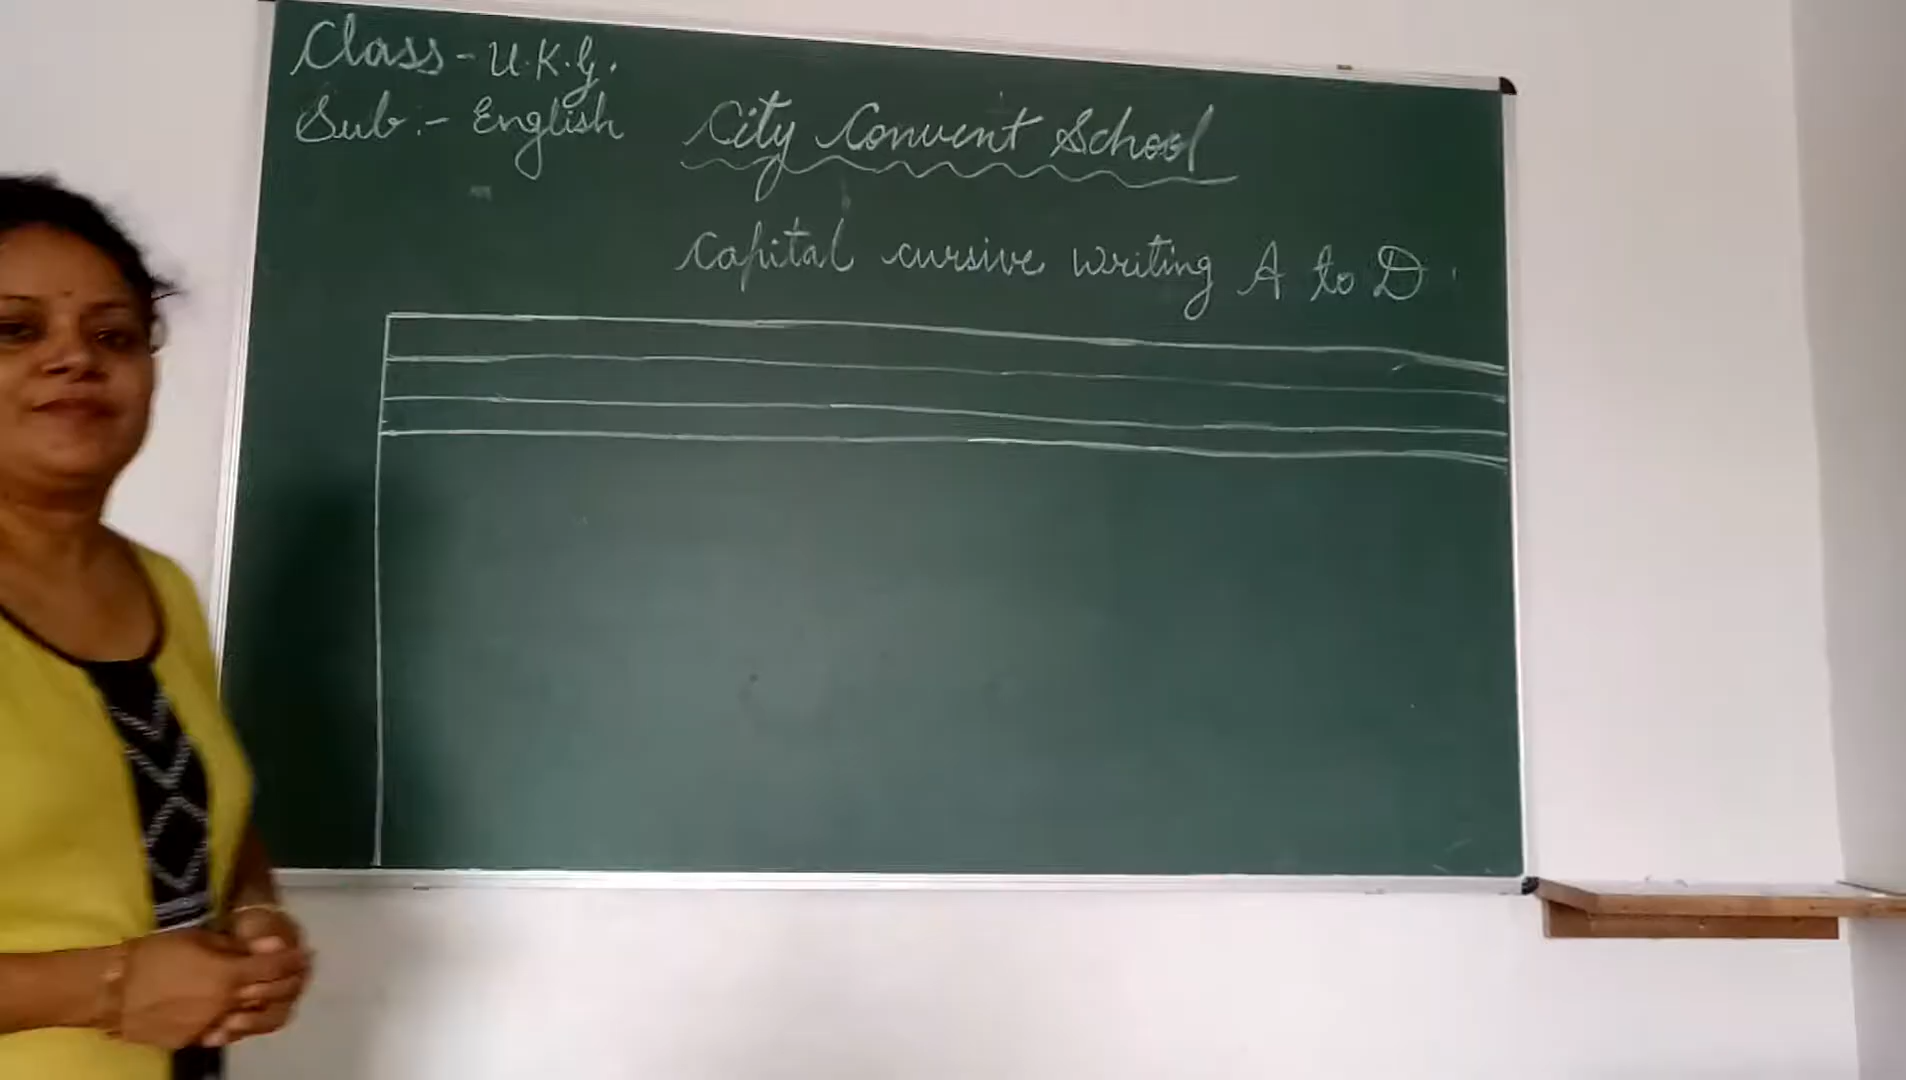 Class - U.K.G.
Sub :- English
City Convent School
Capital cursive writing A to D